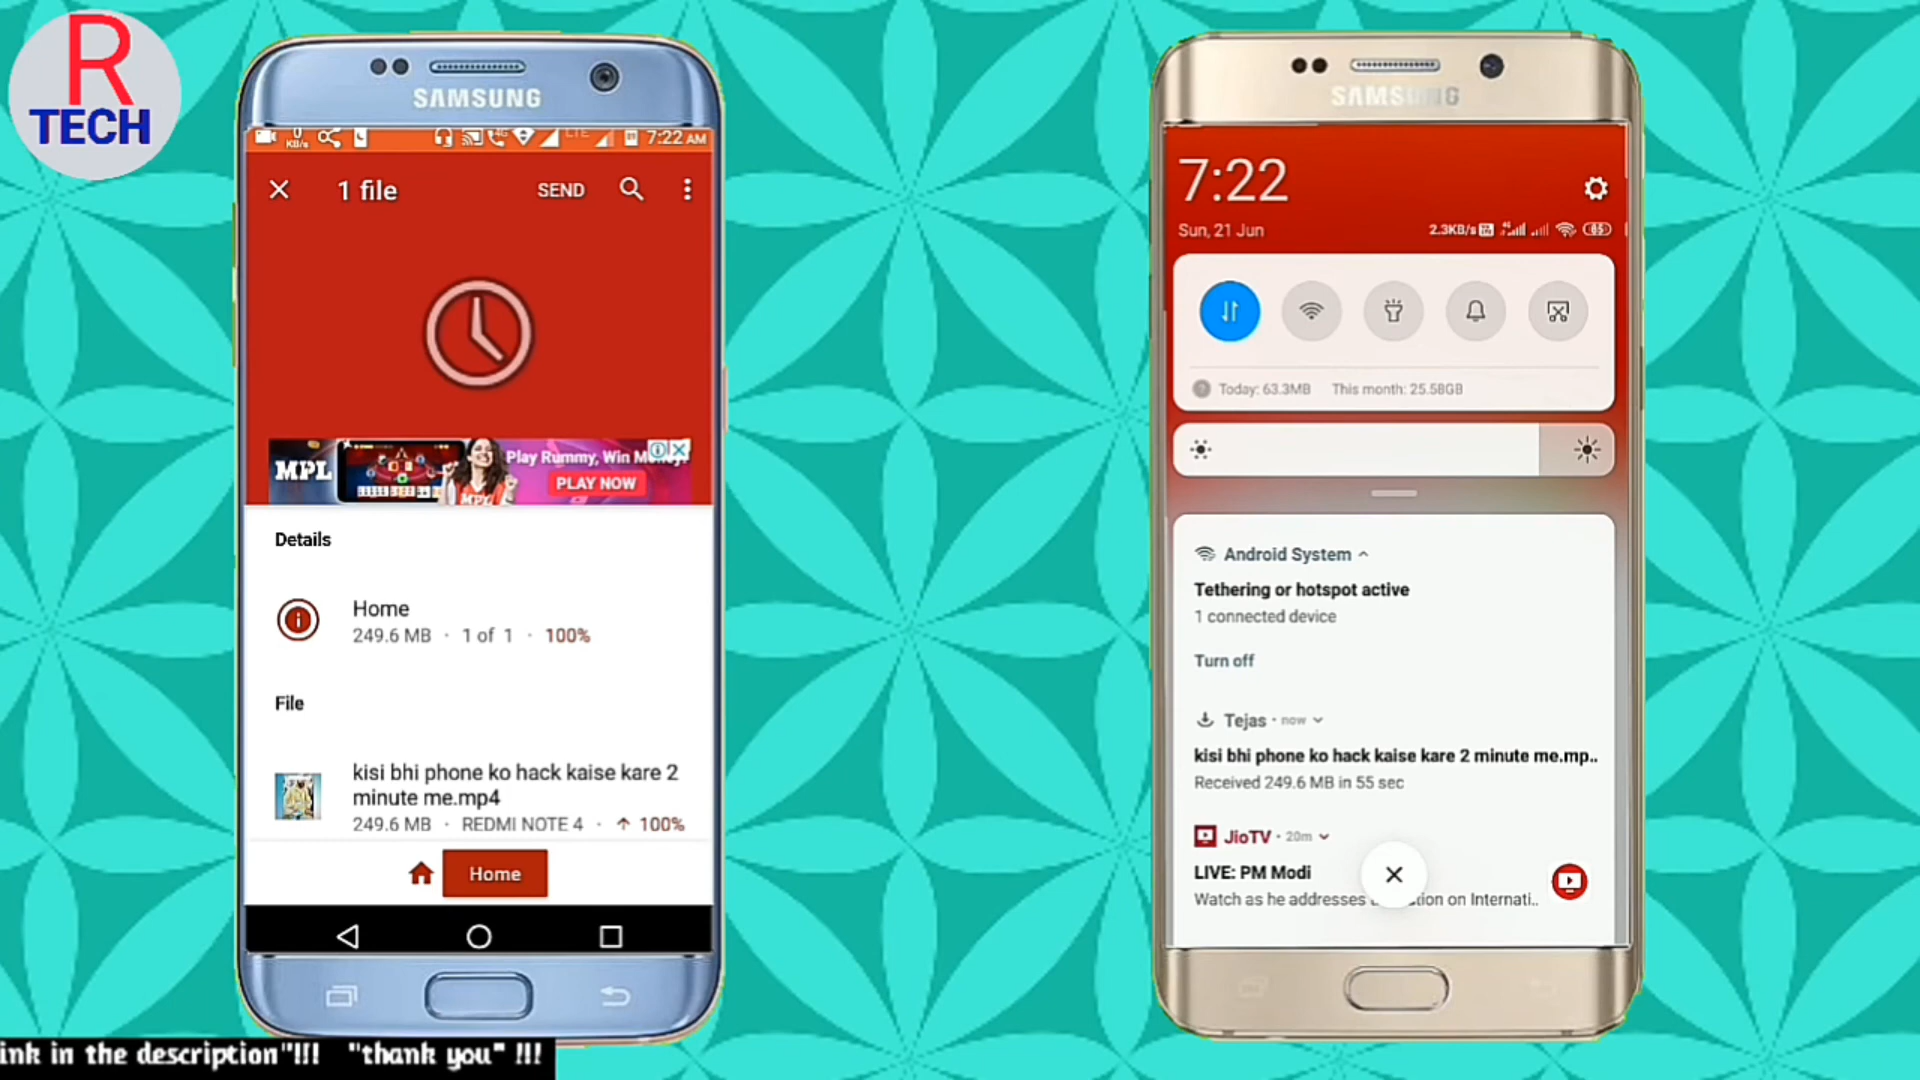 R
TECH
SAMSUNG
KB/s
4G
LTE
7:22 AM
1 file
SEND
MPL
Play Rummy, Win
PLAY NOW
Details
Home
249.6 MB · 1 of 1 · 100%
File
kisi bhi phone ko hack kaise kare 2
minute me.mp4
249.6 MB · REDMI NOTE 4 · ↑ 100%
Home
SAMSUNG
7:22
Sun, 21 Jun
2.3KB/s
Today: 63.3MB This month: 25.58GB
Android System
Tethering or hotspot active
1 connected device
Turn off
Tejas · now
kisi bhi phone ko hack kaise kare 2 minute me.mp..
Received 249.6 MB in 55 sec
JioTV · 20m
LIVE: PM Modi
Watch as he addresses on Internati..
ink in the description"!!! "thank you" !!!